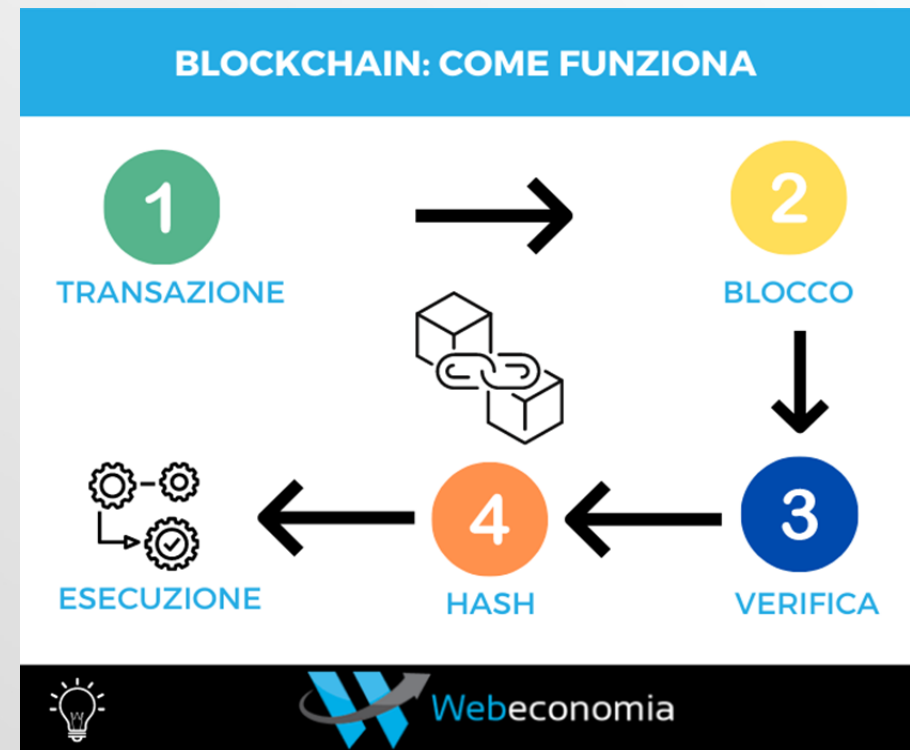 BLOCKCHAIN: COME FUNZIONA
1
2
TRANSAZIONE
BLOCCO
4
3
ESECUZIONE
HASH
VERIFICA
Webeconomia